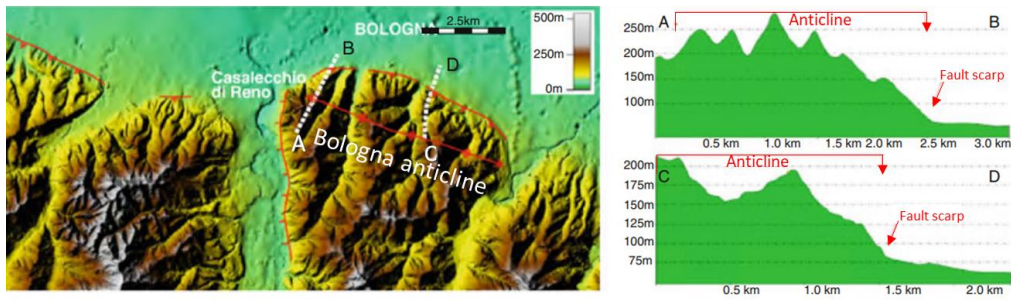 2.5km
BOLOGNA
500m
250m
0m
B
D
Casalecchio
di Reno
A
C
Bologna anticline
A
Anticline
B
250m
200m
150m
100m
Fault scarp
0.5 km
1.0 km
1.5 km
2.0 km
2.5 km
3.0 km
200m
Anticline
C
D
175m
150m
125m
100m
75m
Fault scarp
0.5 km
1.0 km
1.5 km
2.0 km